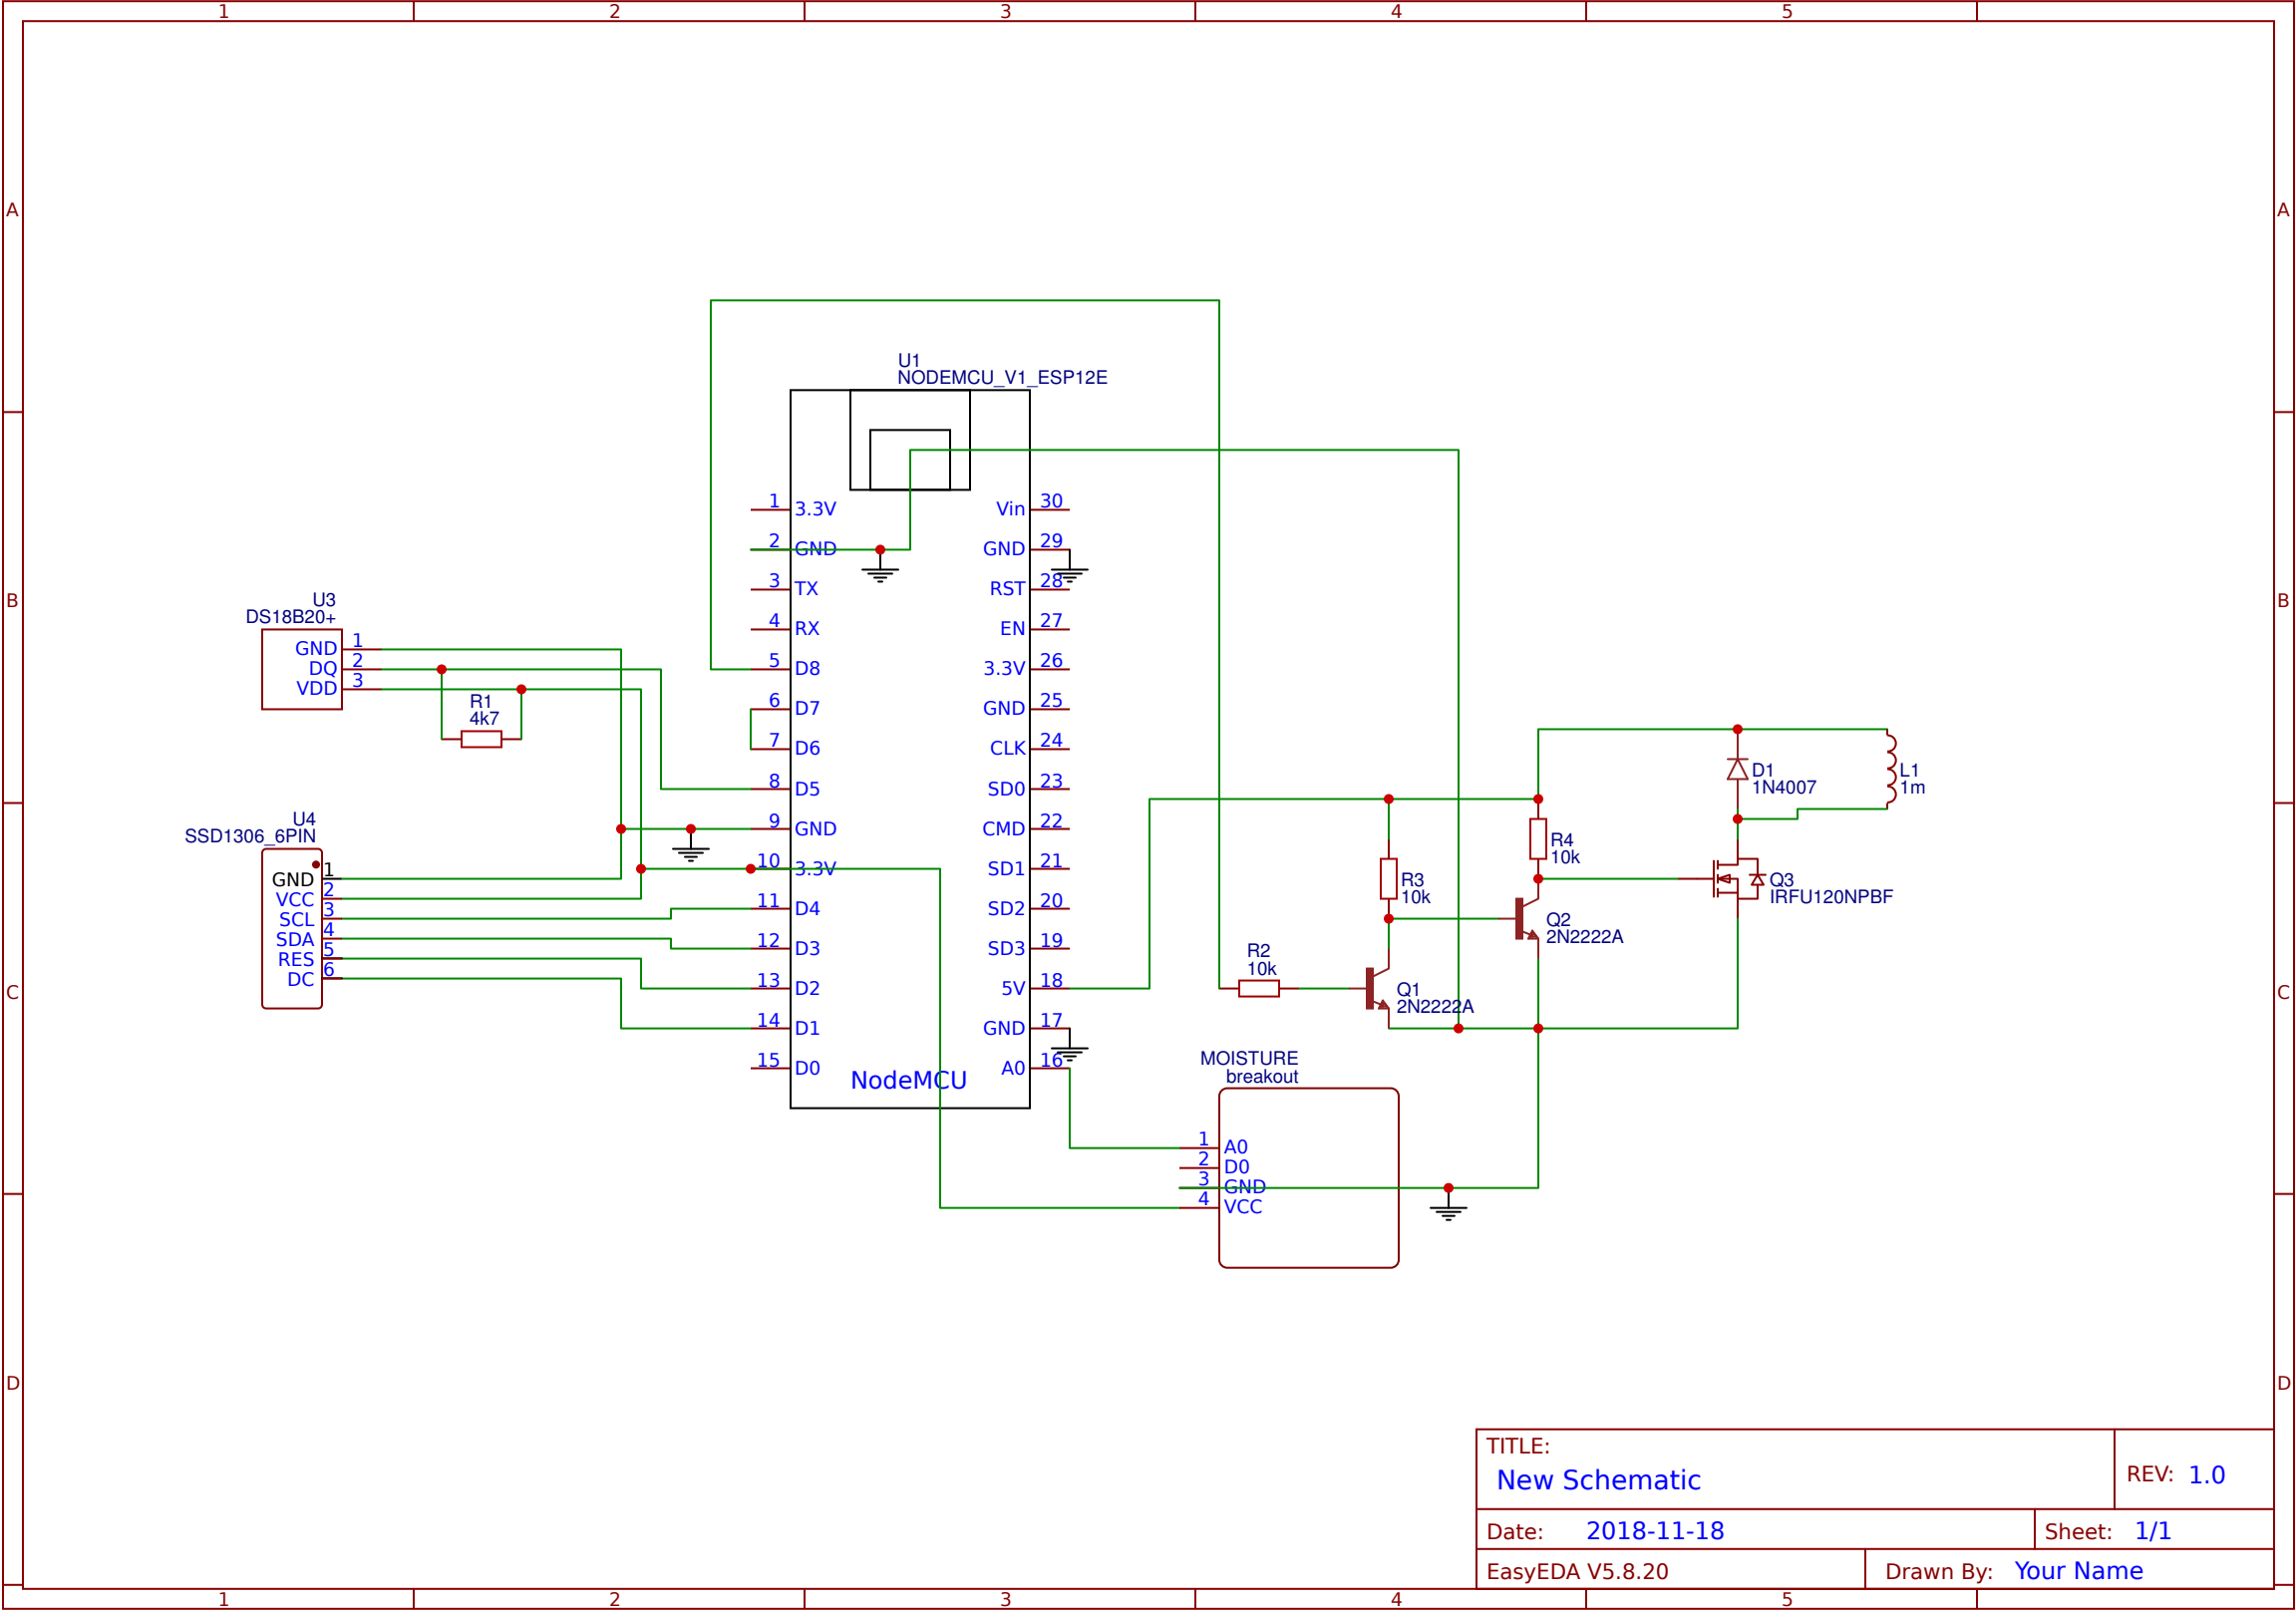 1 2 3 4 5
A A
B B
C C
D D
U1
NODEMCU_V1_ESP12E
1 3.3V
2 GND
3 TX
4 RX
5 D8
6 D7
7 D6
8 D5
9 GND
10 3.3V
11 D4
12 D3
13 D2
14 D1
15 D0
Vin 30
GND 29
RST 28
EN 27
3.3V 26
GND 25
CLK 24
SD0 23
CMD 22
SD1 21
SD2 20
SD3 19
5V 18
GND 17
A0 16
NodeMCU
U3
DS18B20+
GND 1
DQ 2
VDD 3
R1
4k7
U4
SSD1306_6PIN
GND 1
VCC 2
SCL 3
SDA 4
RES 5
DC 6
D1
1N4007
L1
1m
R4
10k
R3
10k
Q3
IRFU120NPBF
Q2
2N2222A
R2
10k
Q1
2N2222A
MOISTURE
breakout
1 A0
2 D0
3 GND
4 VCC
TITLE:
New Schematic
REV: 1.0
Date: 2018-11-18
Sheet: 1/1
EasyEDA V5.8.20
Drawn By: Your Name
1 2 3 4 5